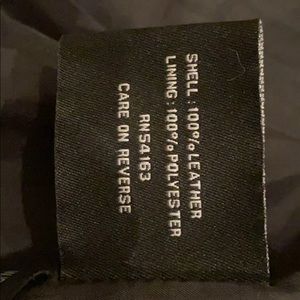 SHELL:100%LEATHER
LINING:100%POLYESTER
RN54163
CARE ON REVERSE